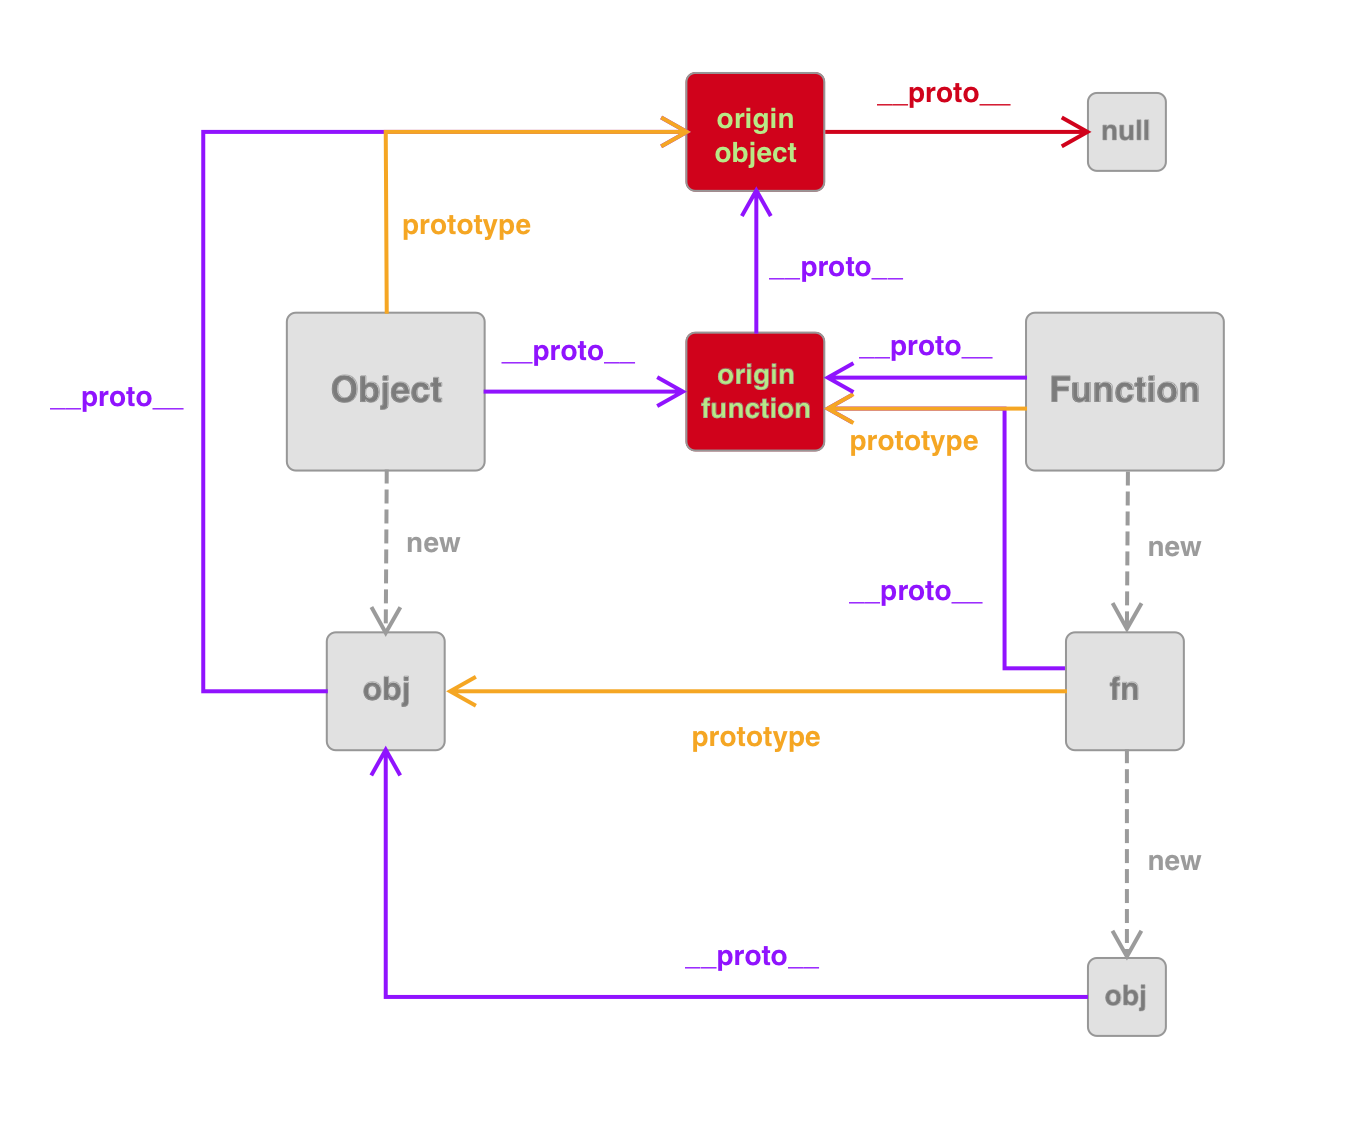 __proto__
origin
object
null
prototype
__proto__
__proto__
__proto__
Object
origin
function
Function
__proto__
prototype
new
new
__proto__
obj
fn
prototype
new
__proto__
obj